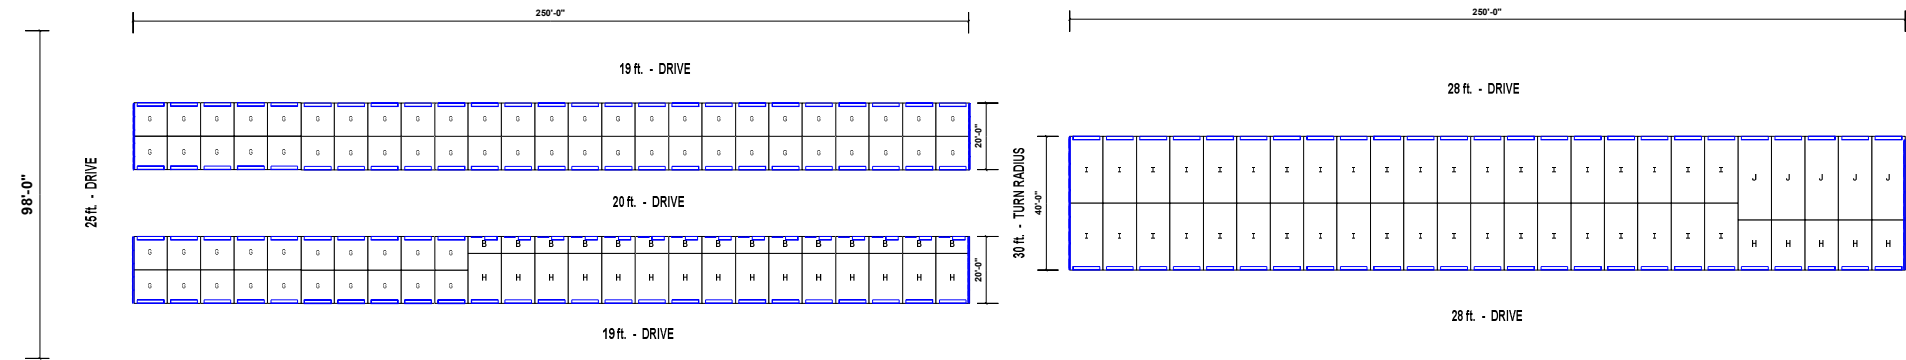 250'-0"
250'-0"
19 ft. - DRIVE
28 ft. - DRIVE
G G G G G G G G G G G G G G G G G G G G G G G G G
G G G G G G G G G G G G G G G G G G G G G G G G G
20'-0"
98'-0"
25 ft. - DRIVE
20 ft. - DRIVE
G G G G G G G G G G B B B B B B B B B B B B B B B
G G G G G G G G G G H H H H H H H H H H H H H H H
20'-0"
19 ft. - DRIVE
30 ft. - TURN RADIUS
40'-0"
I I I I I I I I I I I I I I I I I I I I J J J J J
I I I I I I I I I I I I I I I I I I I I H H H H H
28 ft. - DRIVE